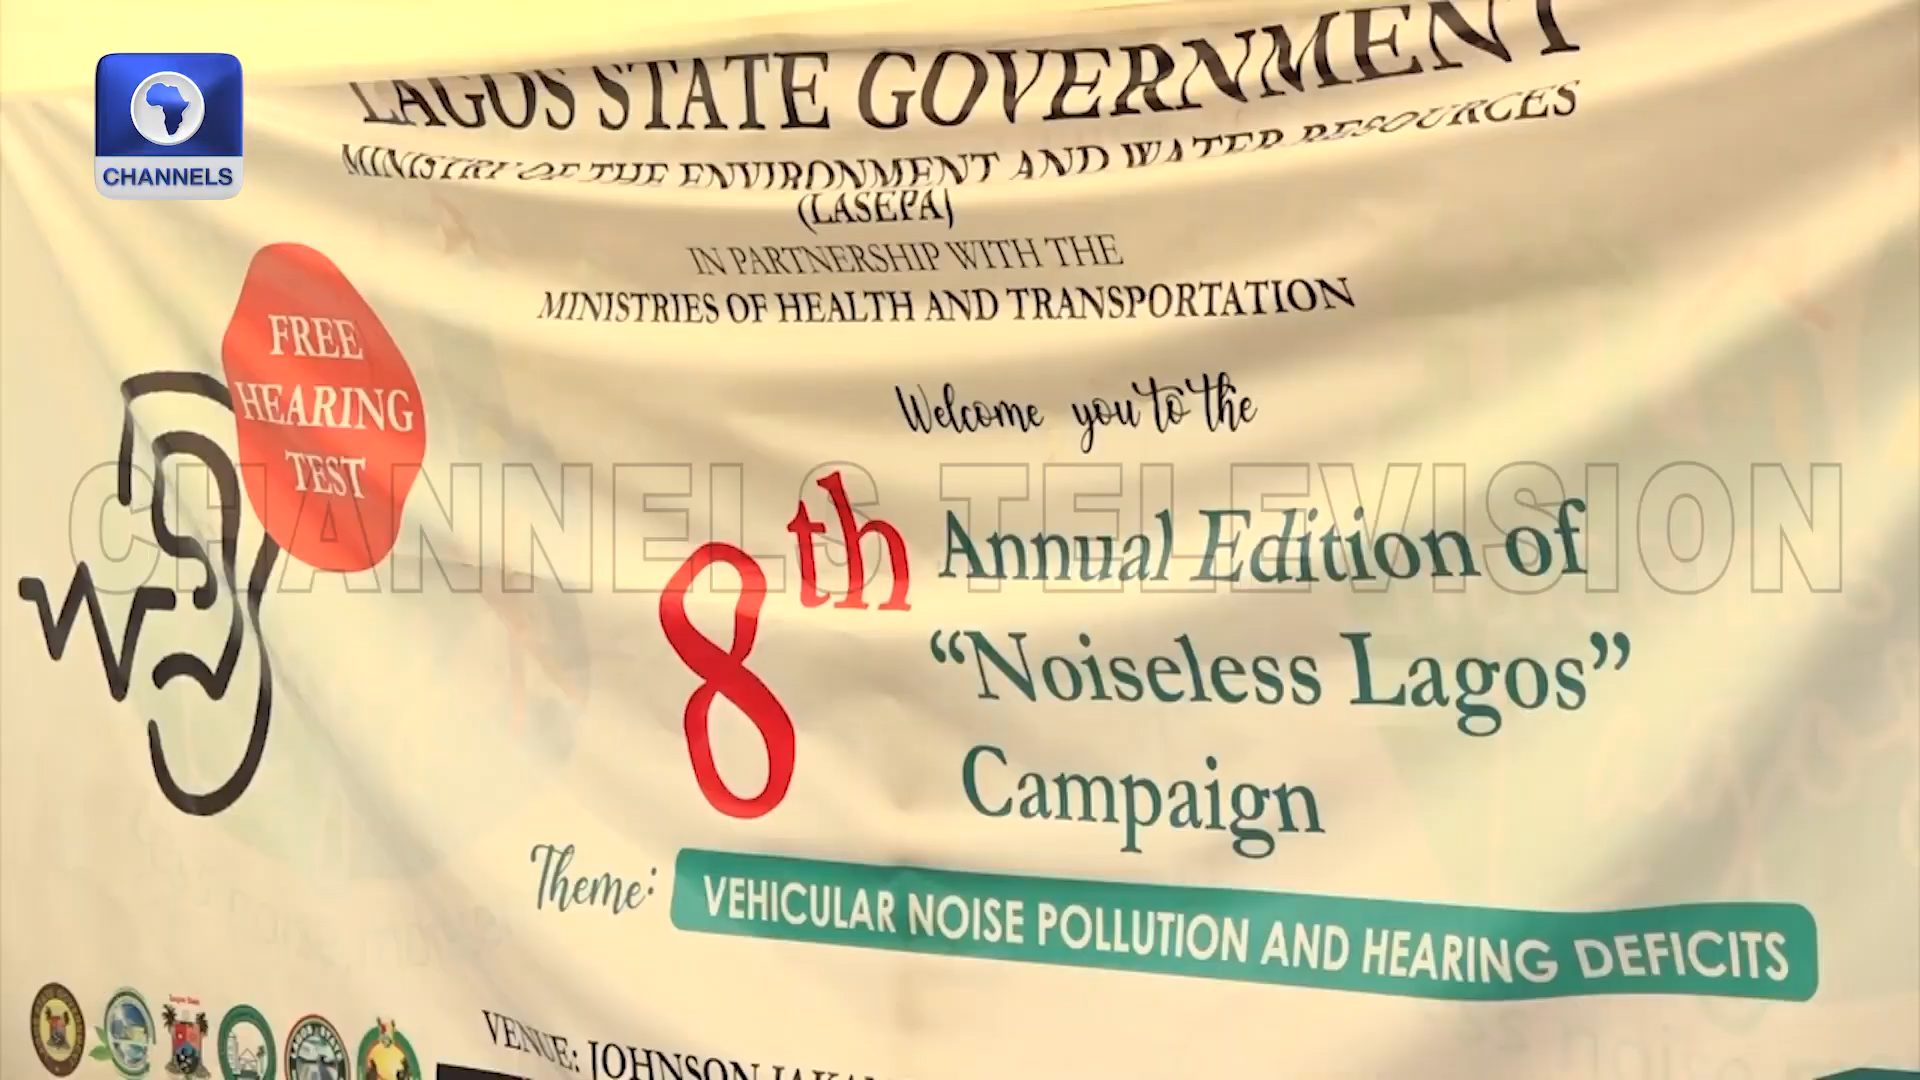 CHANNELS
LAGOS STATE GOVERNMENT
MINISTRY OF THE ENVIRONMENT AND WATER RESOURCES
(LASEPA)
IN PARTNERSHIP WITH THE
MINISTRIES OF HEALTH AND TRANSPORTATION
FREE
HEARING
TEST
Welcome you to the
CHANNELS TELEVISION
8th Annual Edition of
“Noiseless Lagos”
Campaign
Theme: VEHICULAR NOISE POLLUTION AND HEARING DEFICITS
VENUE: JOHNSON